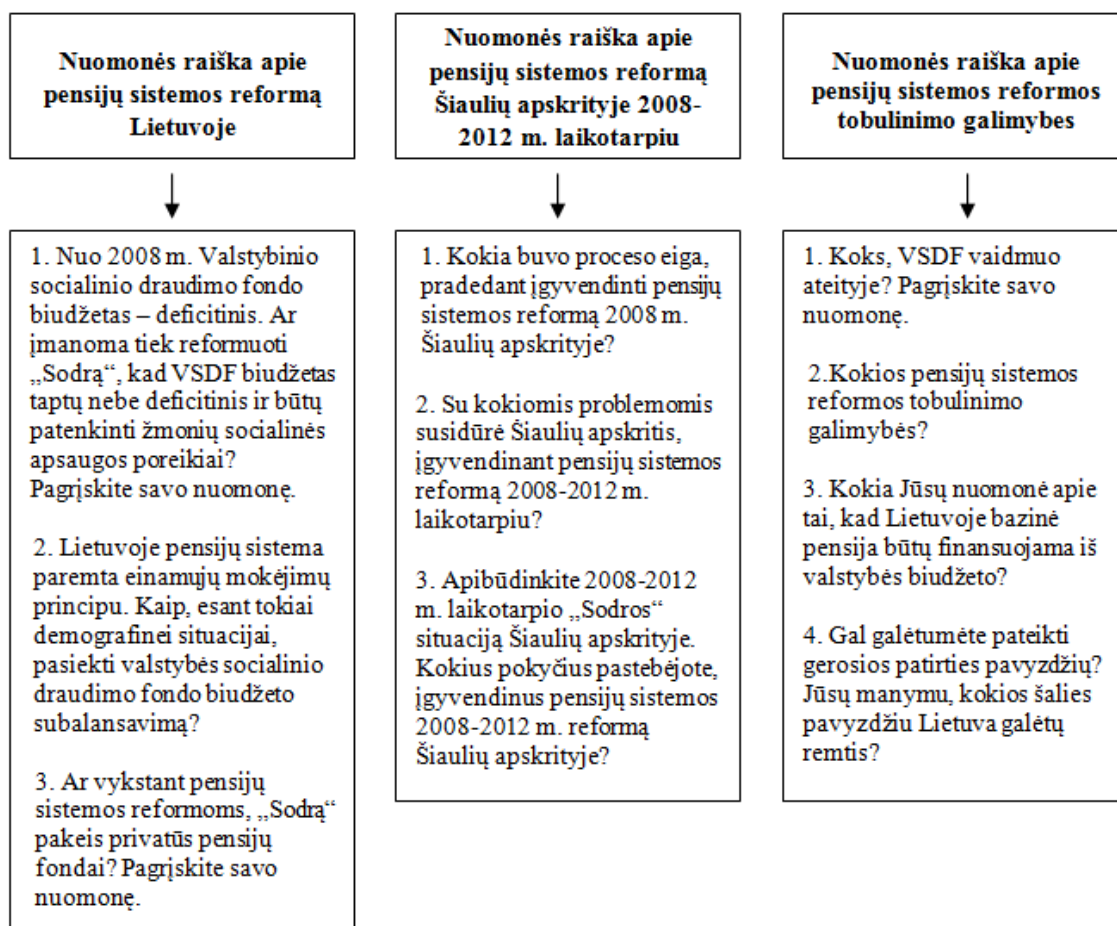 Nuomonės raiška apie
pensijų sistemos reformą
Lietuvoje
1. Nuo 2008 m. Valstybinio
socialinio draudimo fondo
biudžetas – deficitinis. Ar
įmanoma tiek reformuoti
„Sodrą“, kad VSDF biudžetas
taptų nebe deficitinis ir būtų
patenkinti žmonių socialinės
apsaugos poreikiai?
Pagrįskite savo nuomonę.
2. Lietuvoje pensijų sistema
paremta einamųjų mokėjimų
principu. Kaip, esant tokiai
demografinei situacijai,
pasiekti valstybės socialinio
draudimo fondo biudžeto
subalansavimą?
3. Ar vykstant pensijų
sistemos reformoms, „Sodrą“
pakeis privatūs pensijų
fondai? Pagrįskite savo
nuomonę.
Nuomonės raiška apie
pensijų sistemos reformą
Šiaulių apskrityje 2008-
2012 m. laikotarpiu
1. Kokia buvo proceso eiga,
pradedant įgyvendinti pensijų
sistemos reformą 2008 m.
Šiaulių apskrityje?
2. Su kokiomis problemomis
susidūrė Šiaulių apskritis,
įgyvendinant pensijų sistemos
reformą 2008-2012 m.
laikotarpiu?
3. Apibūdinkite 2008-2012
m. laikotarpio „Sodros“
situaciją Šiaulių apskrityje.
Kokius pokyčius pastebėjote,
įgyvendinus pensijų sistemos
2008-2012 m. reformą
Šiaulių apskrityje?
Nuomonės raiška apie
pensijų sistemos reformos
tobulinimo galimybes
1. Koks, VSDF vaidmuo
ateityje? Pagrįskite savo
nuomonę.
2.Kokios pensijų sistemos
reformos tobulinimo
galimybės?
3. Kokia Jūsų nuomonė apie
tai, kad Lietuvoje bazinė
pensija būtų finansuojama iš
valstybės biudžeto?
4. Gal galėtumėte pateikti
gerosios patirties pavyzdžių?
Jūsų manymu, kokios šalies
pavyzdžiu Lietuva galėtų
remtis?